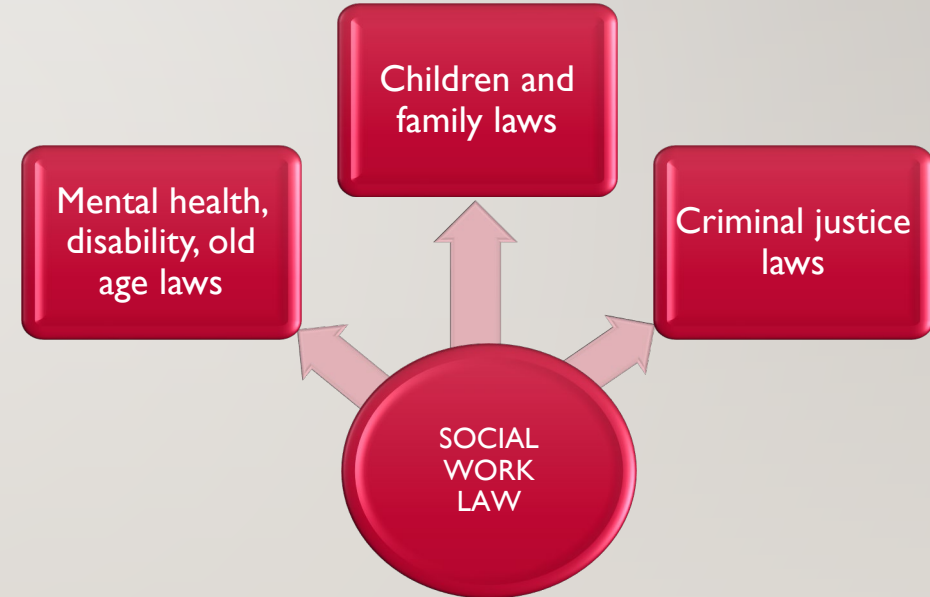 Children and
family laws
Mental health,
disability, old
age laws
Criminal justice
laws
SOCIAL
WORK
LAW